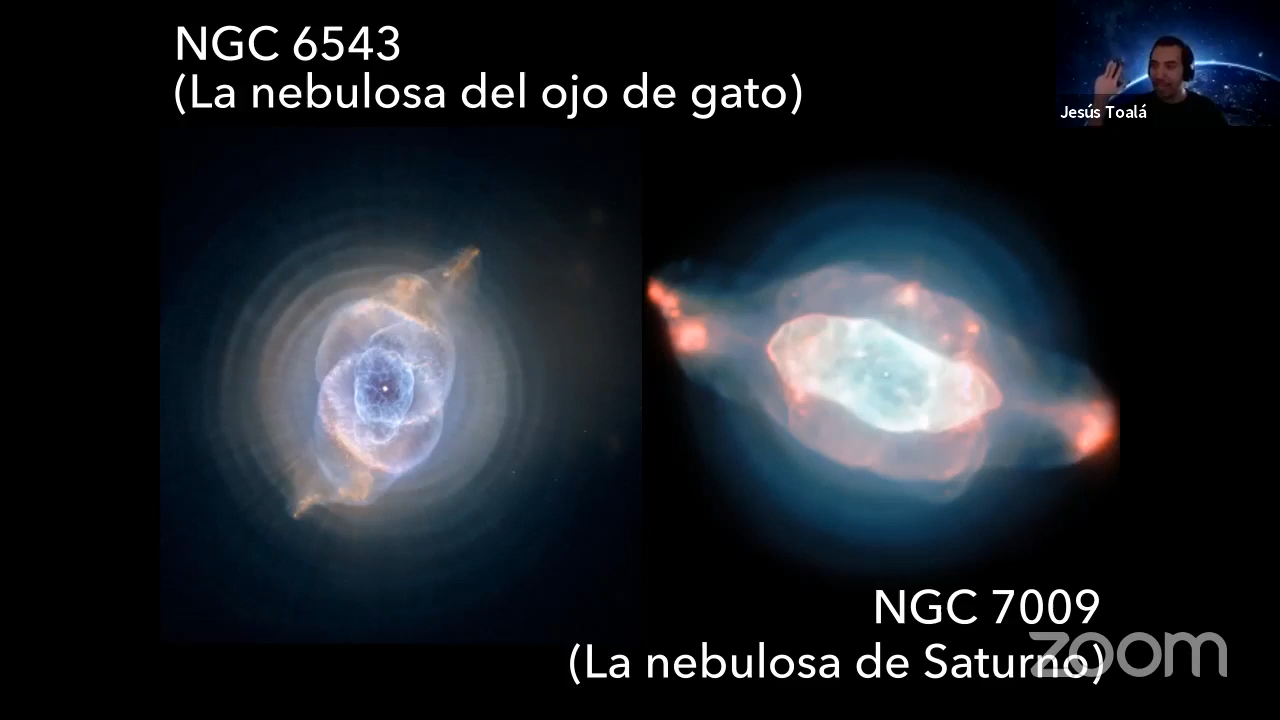 NGC 6543
(La nebulosa del ojo de gato)
Jesús Toalá
NGC 7009
(La nebulosa de Saturno)
zoom